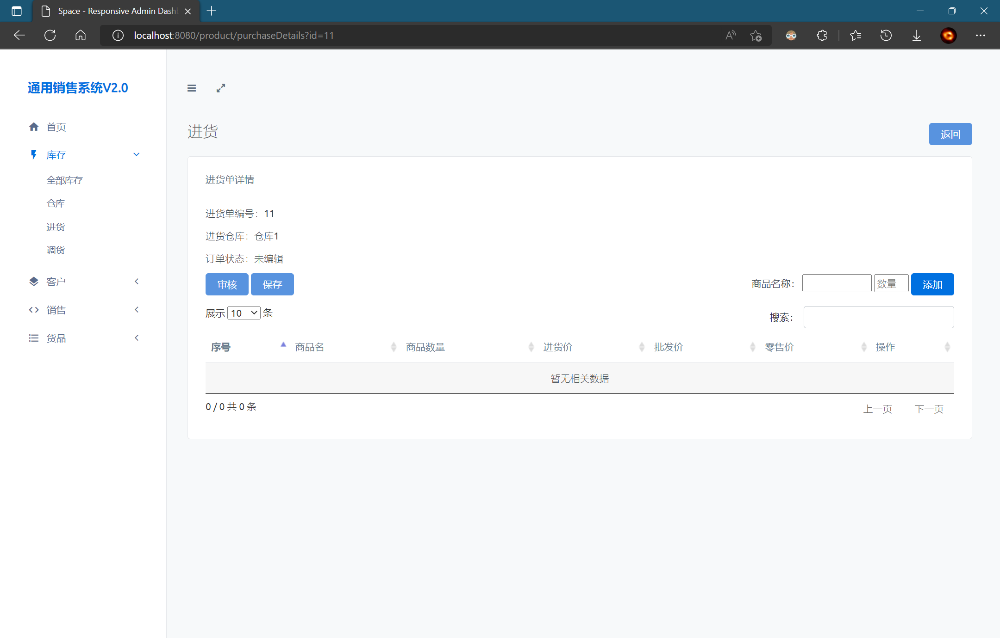 Space - Responsive Admin Dash
localhost:8080/product/purchaseDetails?id=11
通用销售系统V2.0
首页
库存
全部库存
仓库
进货
调货
客户
销售
货品
进货
返回
进货单详情
进货单编号：11
进货仓库：仓库1
订单状态：未编辑
审核 保存 商品名称： 数量 添加
展示 10 条 搜索：
序号 商品名 商品数量 进货价 批发价 零售价 操作
暂无相关数据
0 / 0 共 0 条 上一页 下一页